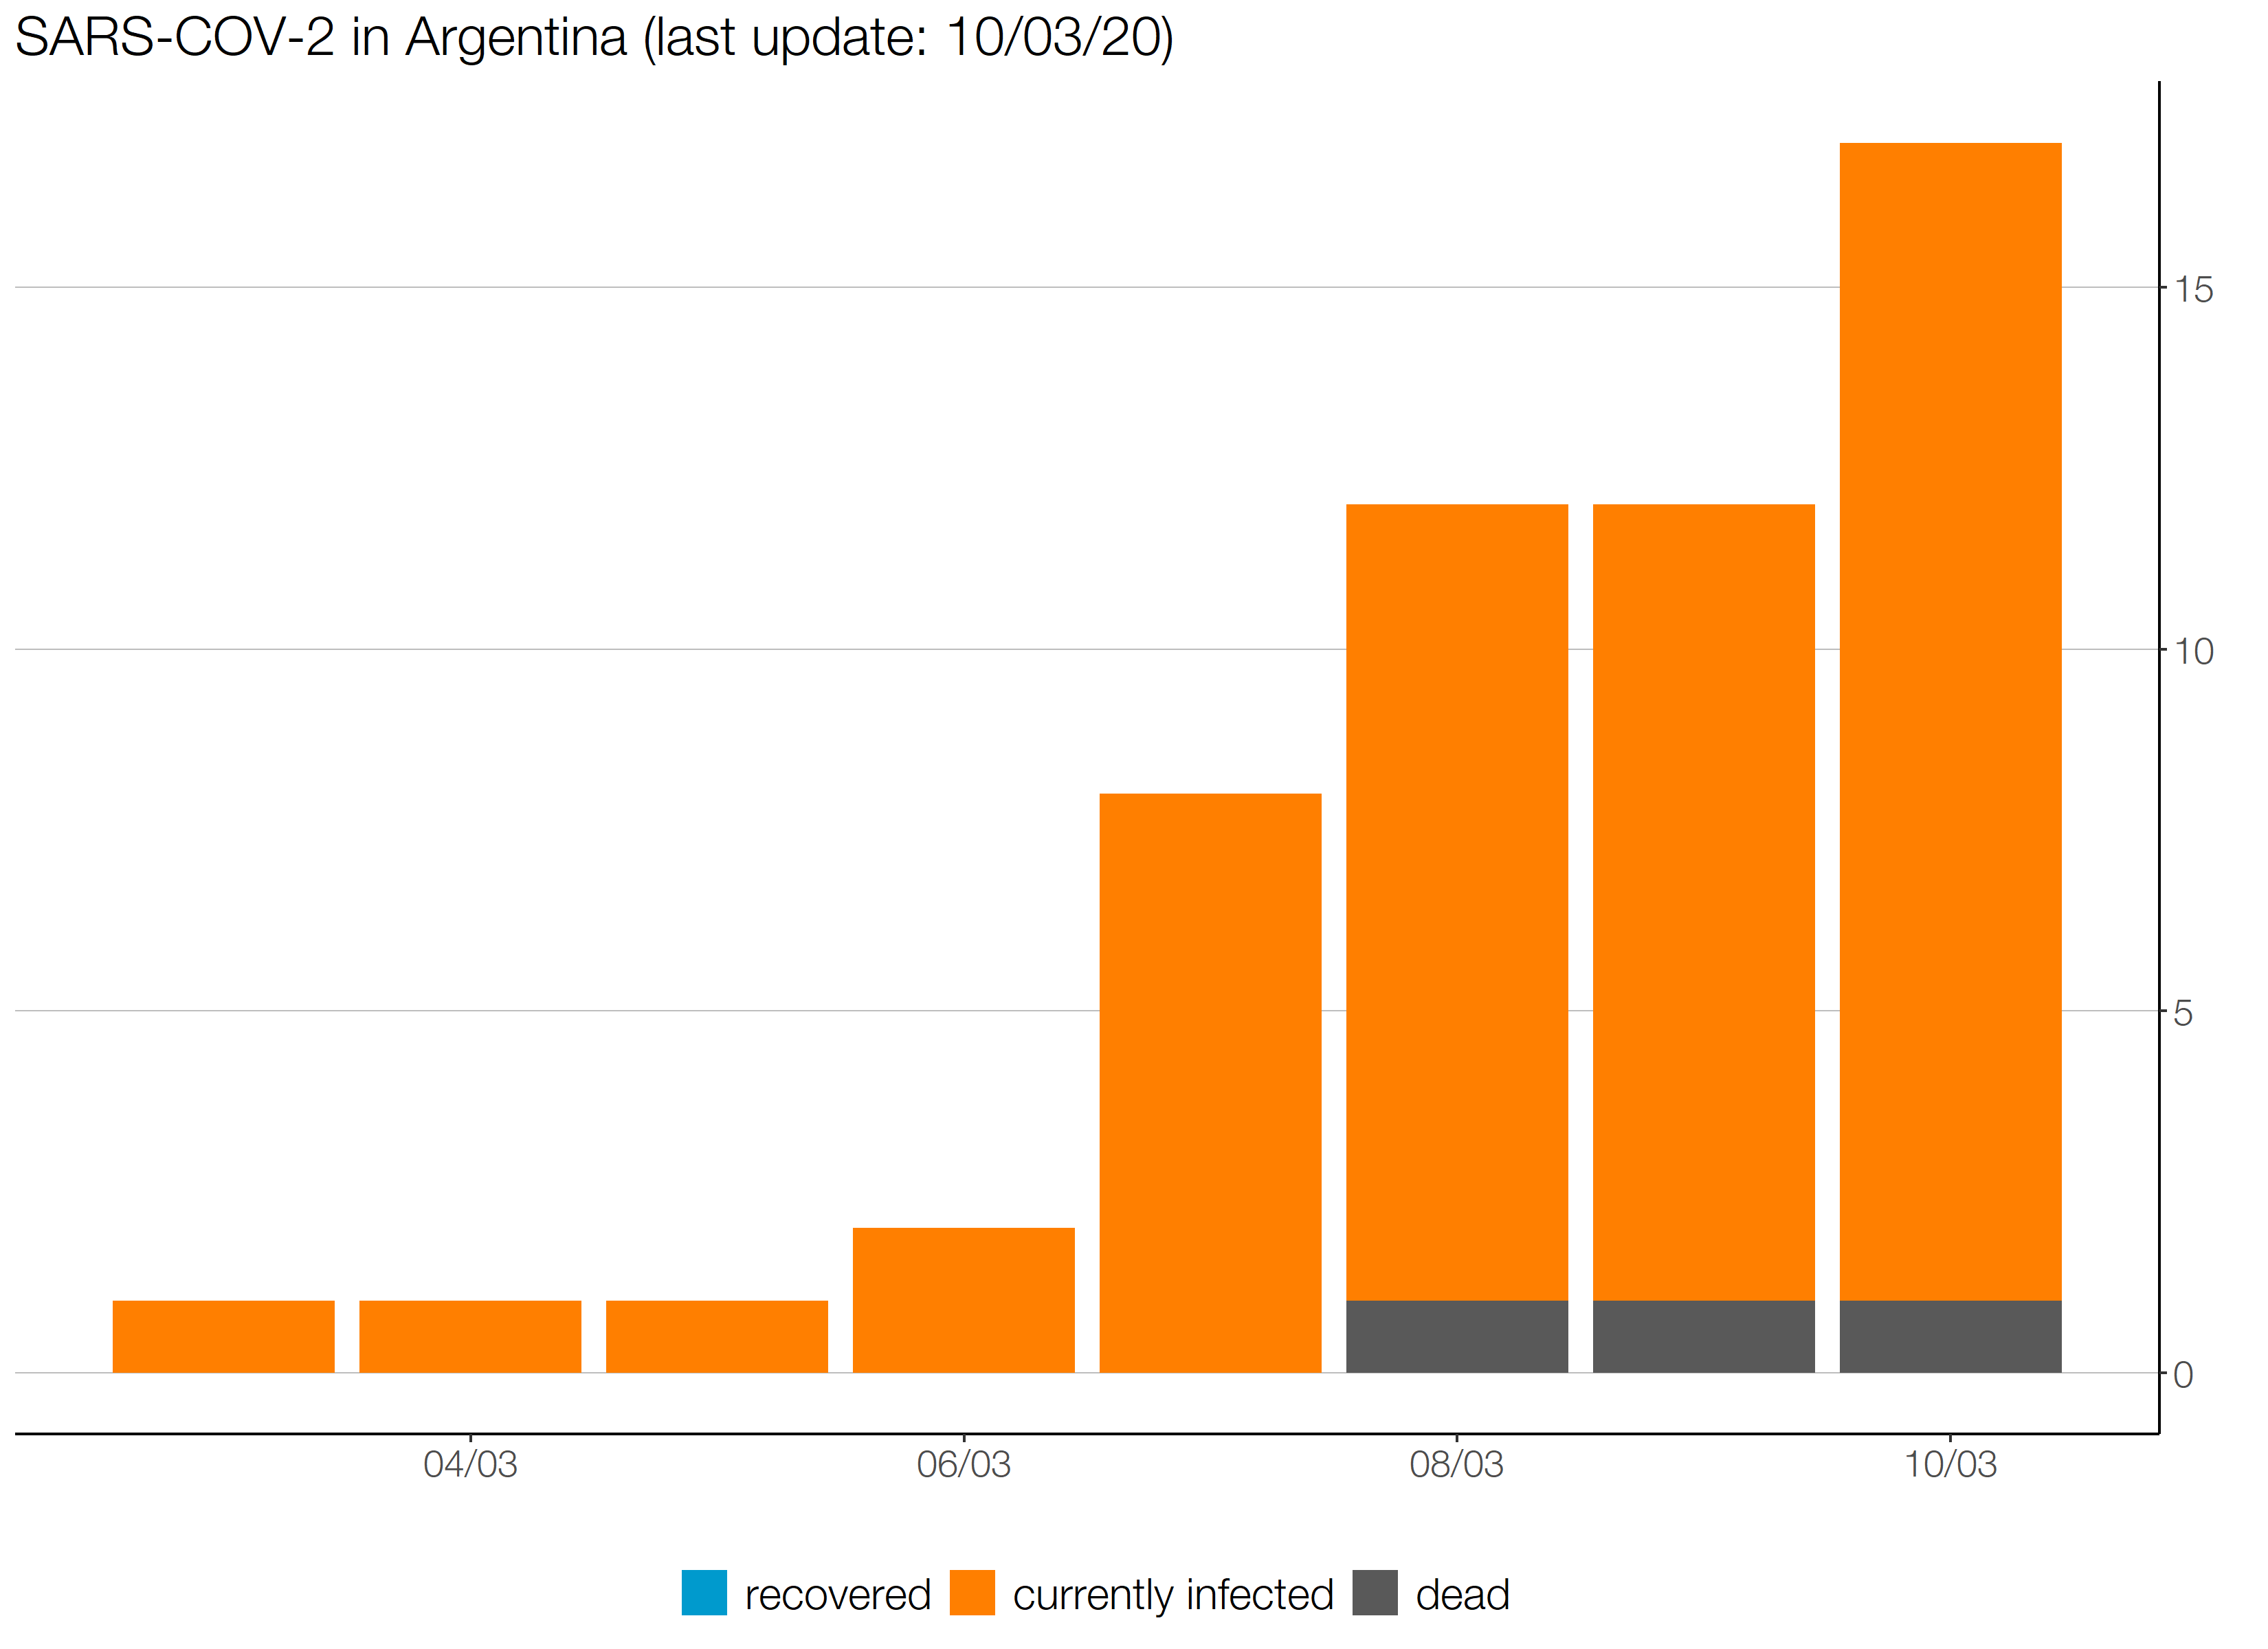 SARS-COV-2 in Argentina (last update: 10/03/20)
15
10
5
0
04/03 06/03 08/03 10/03
recovered currently infected dead